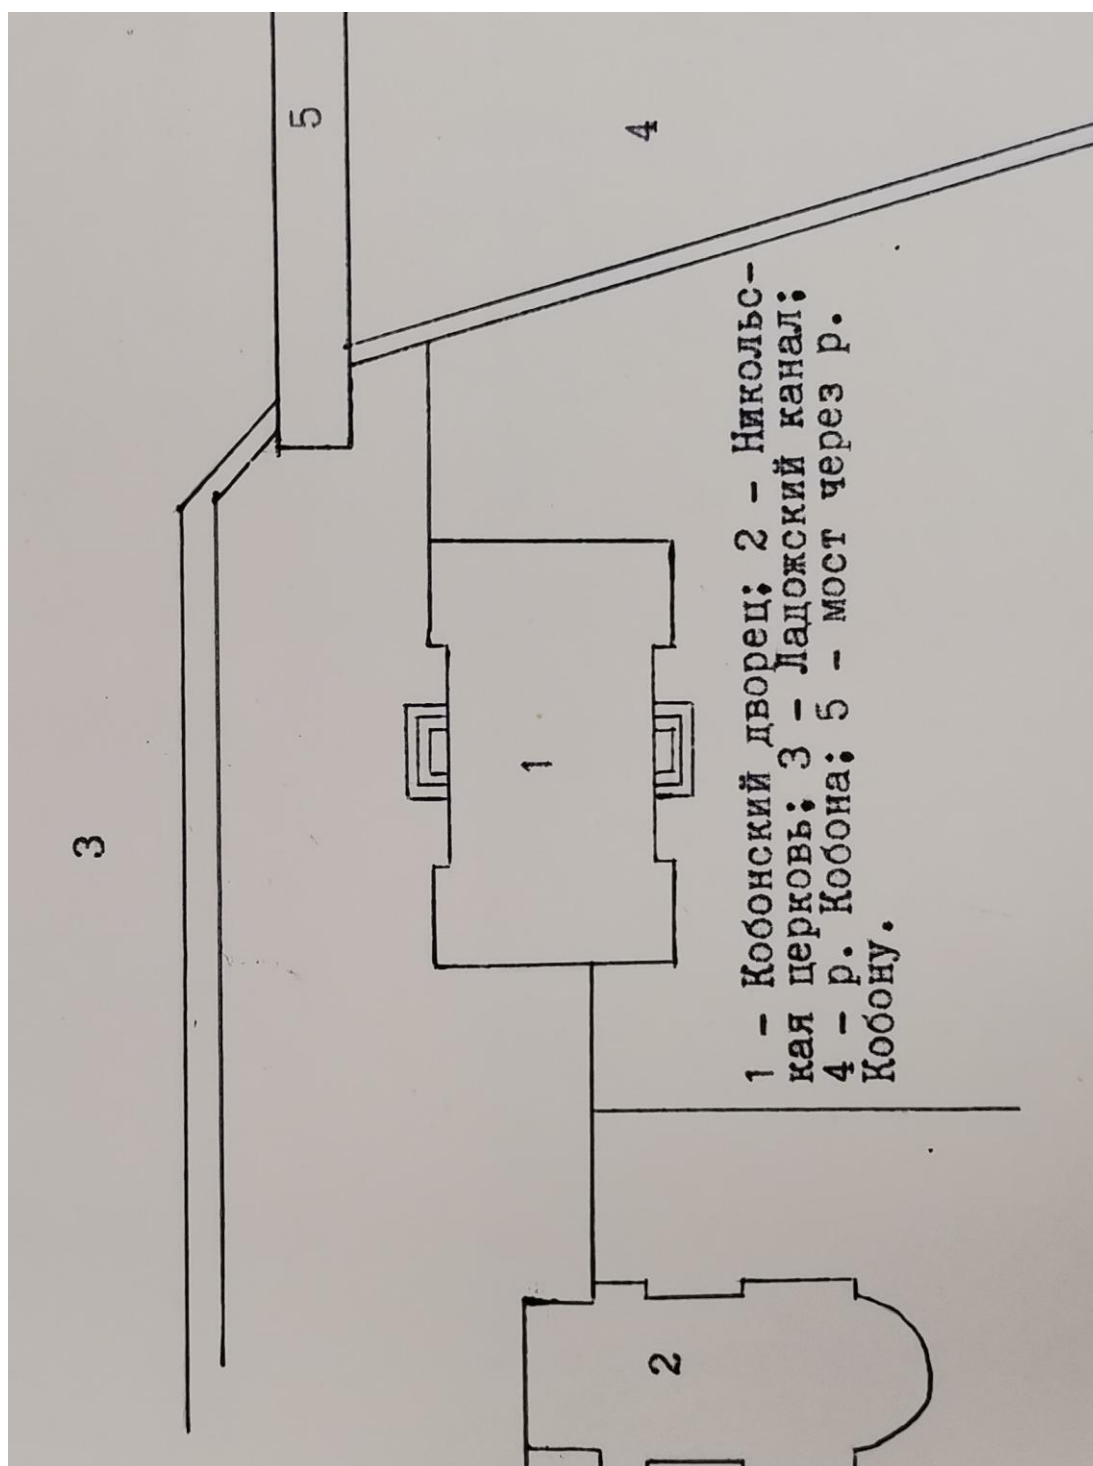 3
5
4
1
2
1 - Кобонский дворец; 2 - Никольс-
кая церковь; 3 - Ладожский канал;
4 - р. Кобона; 5 - мост через р.
Кобону.